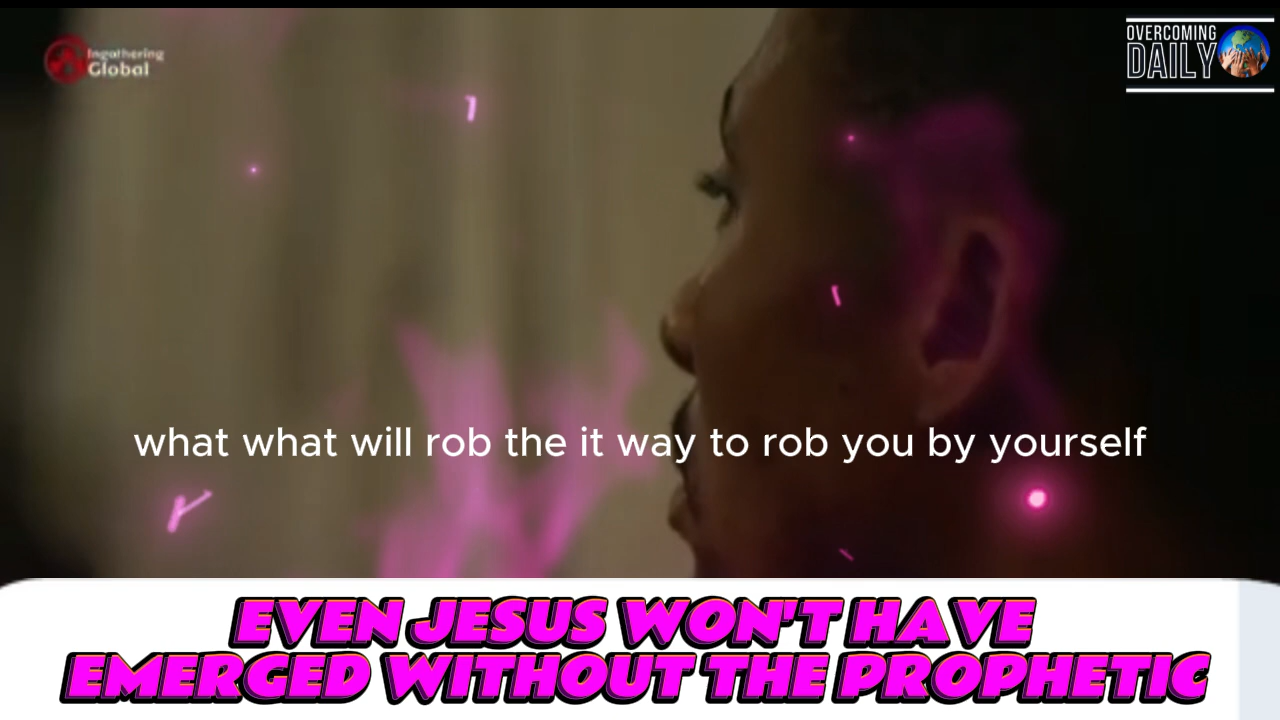 Ingathering
Global
OVERCOMING
DAILY
what what will rob the it way to rob you by yourself
EVEN JESUS WON'T HAVE
EMERGED WITHOUT THE PROPHETIC